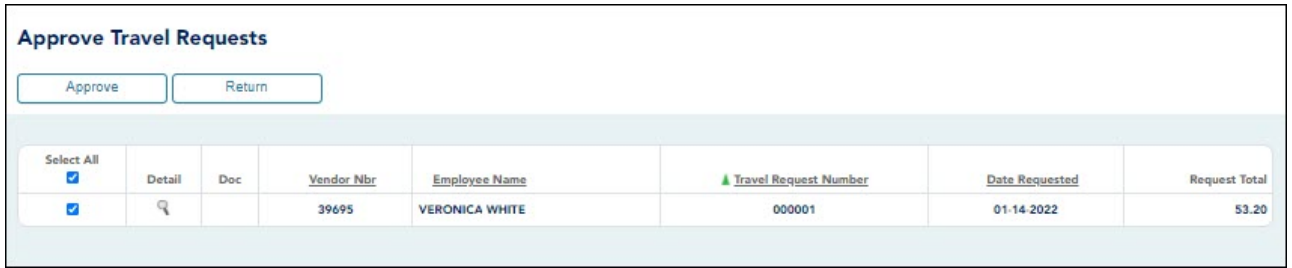 Approve Travel Requests
Approve Return
Select All
Detail Doc Vendor Nbr Employee Name Travel Request Number Date Requested Request Total
39695 VERONICA WHITE 000001 01-14-2022 53.20